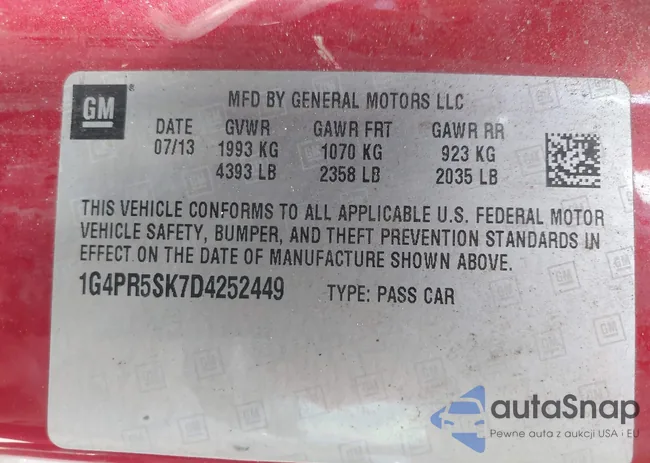 GM
MFD BY GENERAL MOTORS LLC
DATE GVWR GAWR FRT GAWR RR
07/13 1993 KG 1070 KG 923 KG
4393 LB 2358 LB 2035 LB
THIS VEHICLE CONFORMS TO ALL APPLICABLE U.S. FEDERAL MOTOR
VEHICLE SAFETY, BUMPER, AND THEFT PREVENTION STANDARDS IN
EFFECT ON THE DATE OF MANUFACTURE SHOWN ABOVE.
1G4PR5SK7D4252449 TYPE: PASS CAR
autoSnap
Pewne auta z aukcji USA i EU